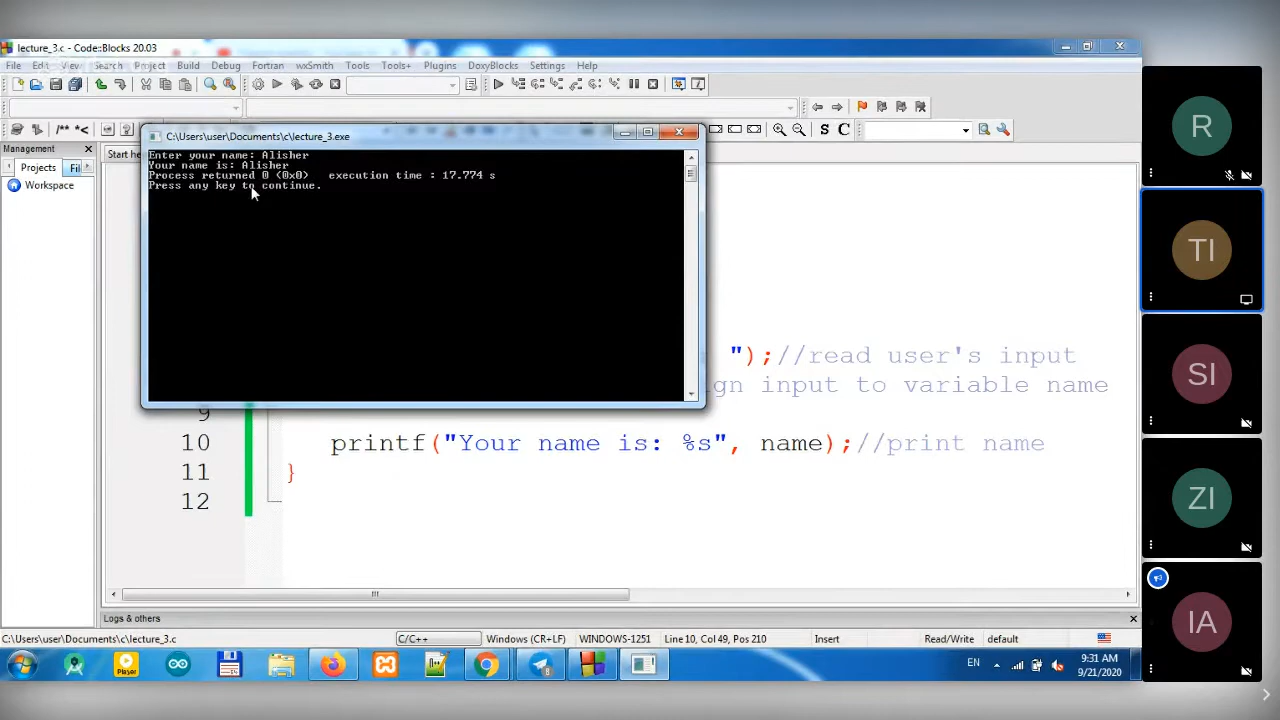 lecture_3.c - Code::Blocks 20.03
File Edit View Search Project Build Debug Fortran wxSmith Tools Tools+ Plugins DoxyBlocks Settings Help
/** *<
S C
Management
Projects
Workspace
Start he
C:\Users\user\Documents\c\lecture_3.exe
Enter your name: Alisher
Your name is: Alisher
Process returned 0 (0x0) execution time : 17.774 s
Press any key to continue.
");//read user's input
gn input to variable name
9
10 printf("Your name is: %s", name);//print name
11 }
12
Logs & others
C:\Users\user\Documents\c\lecture_3.c C/C++ Windows (CR+LF) WINDOWS-1251 Line 10, Col 49, Pos 210 Insert Read/Write default
Player
EN
9:31 AM
9/21/2020
R
TI
SI
ZI
IA